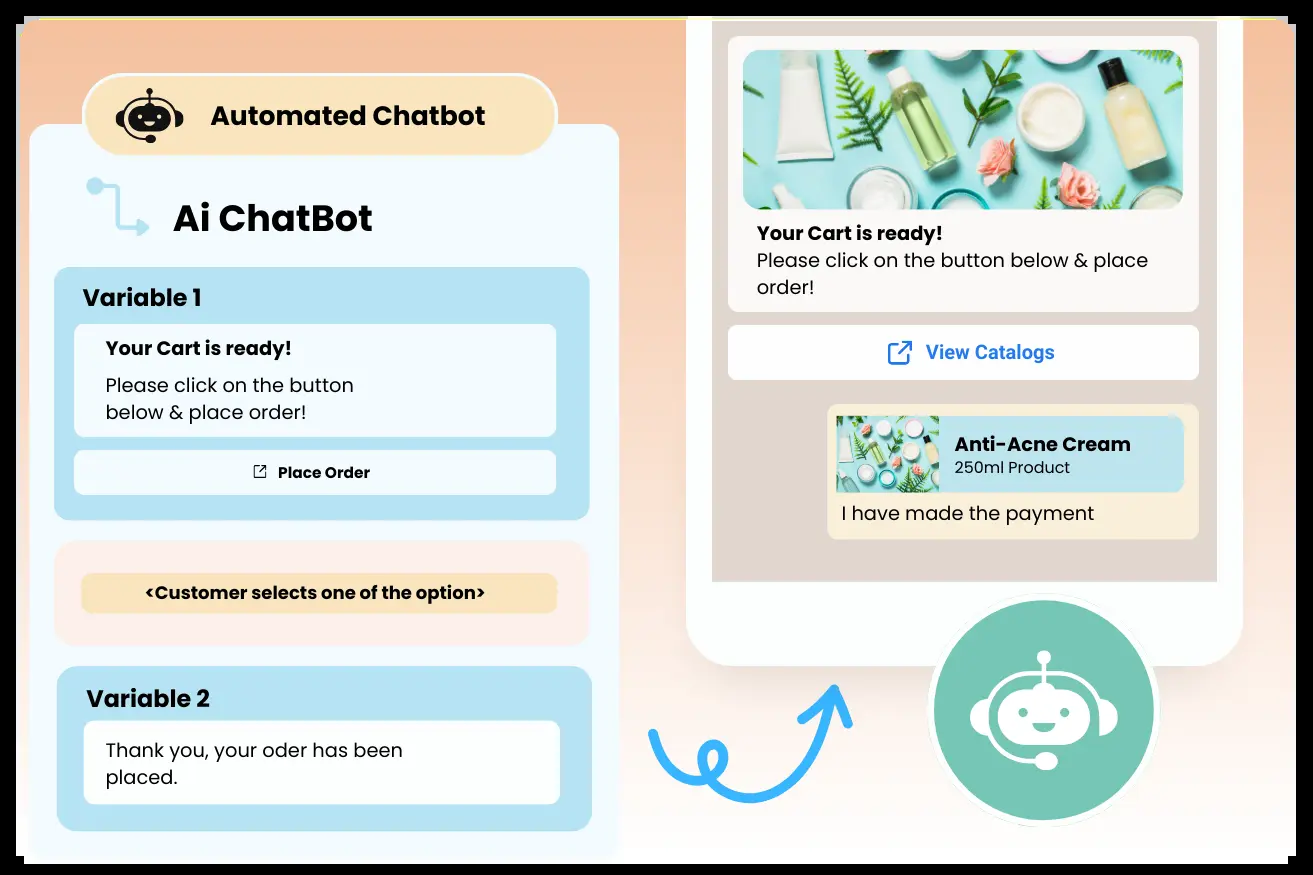 Automated Chatbot
Ai ChatBot
Variable 1
Your Cart is ready!
Please click on the button
below & place order!
Place Order
<Customer selects one of the option>
Variable 2
Thank you, your oder has been
placed.
Your Cart is ready!
Please click on the button below & place
order!
View Catalogs
Anti-Acne Cream
250ml Product
I have made the payment